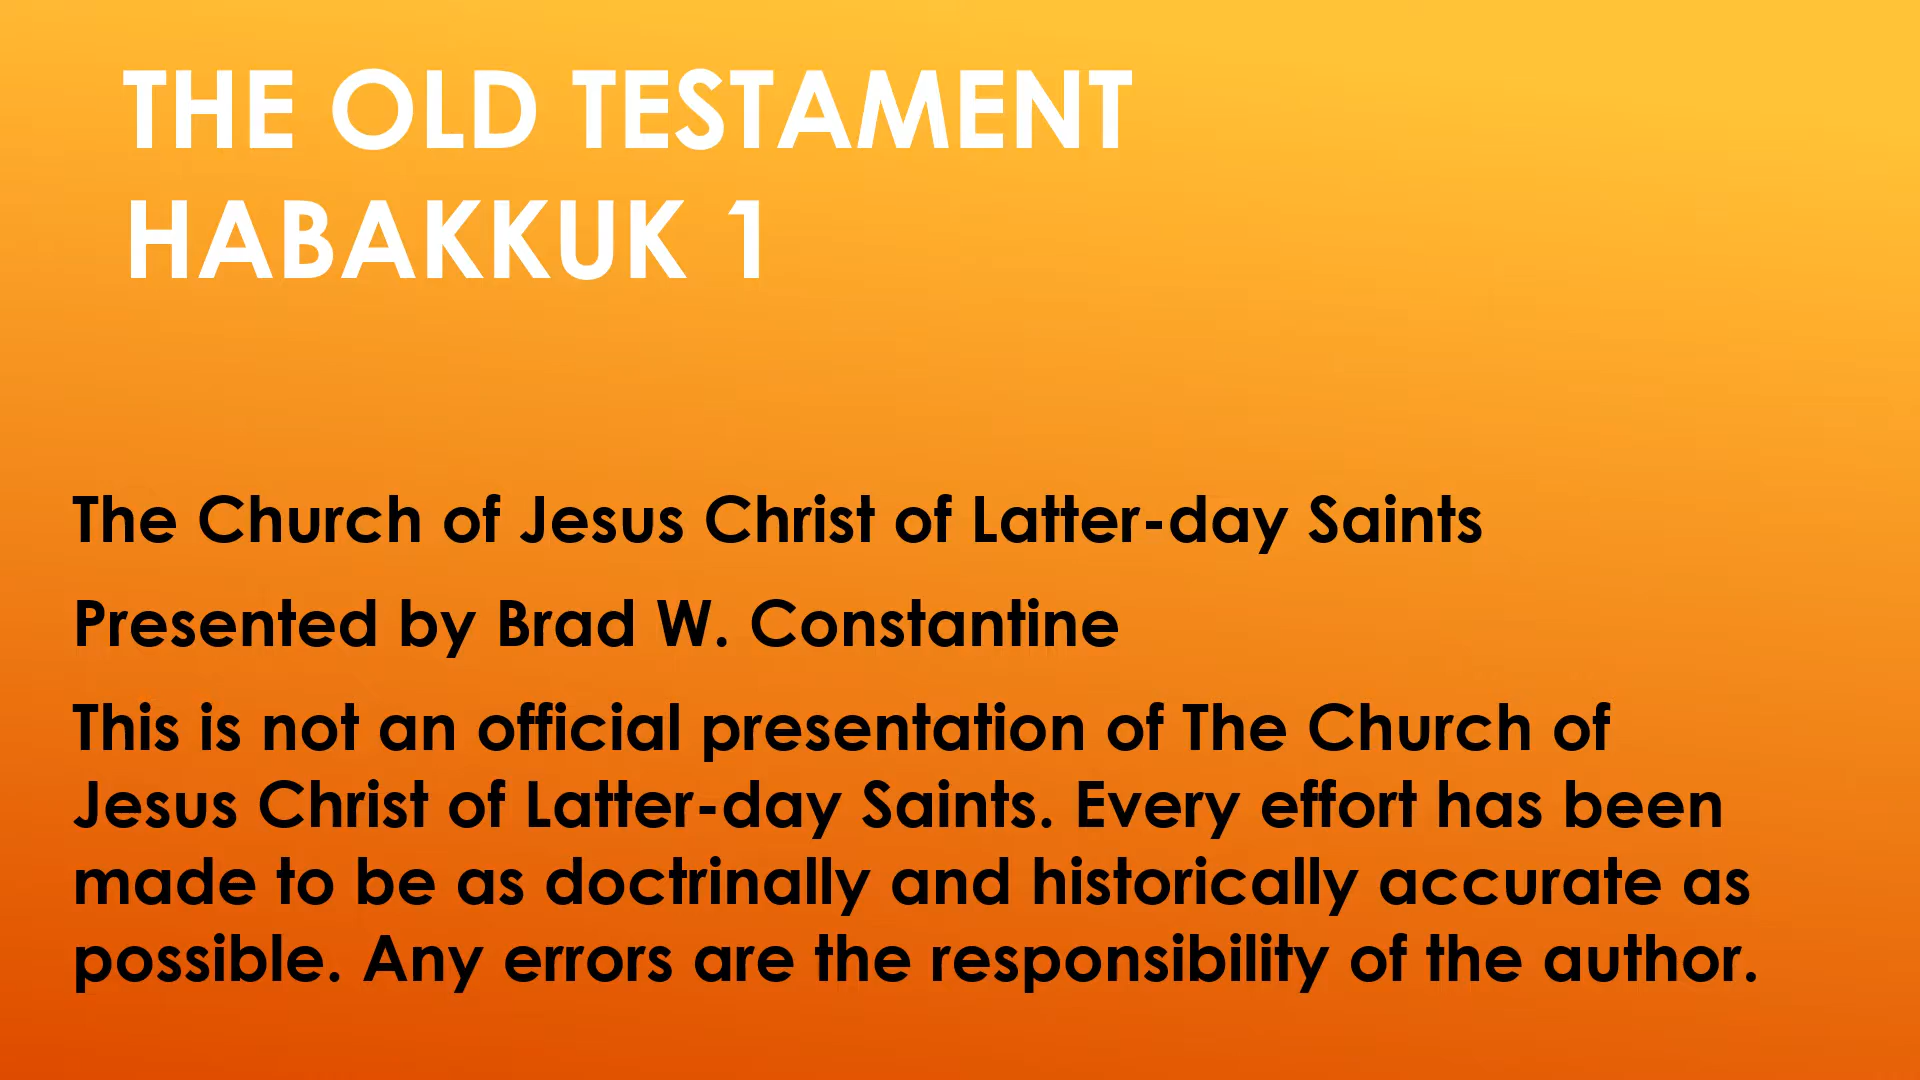 THE OLD TESTAMENT
HABAKKUK 1
The Church of Jesus Christ of Latter-day Saints
Presented by Brad W. Constantine
This is not an official presentation of The Church of
Jesus Christ of Latter-day Saints. Every effort has been
made to be as doctrinally and historically accurate as
possible. Any errors are the responsibility of the author.